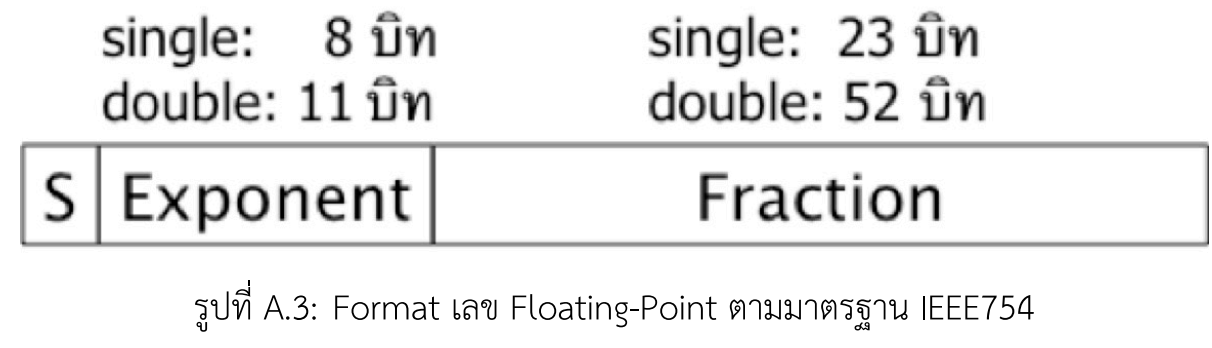 single: 8 บิท single: 23 บิท
double: 11 บิท double: 52 บิท
S Exponent Fraction
รูปที่ A.3: Format เลข Floating-Point ตามมาตรฐาน IEEE754